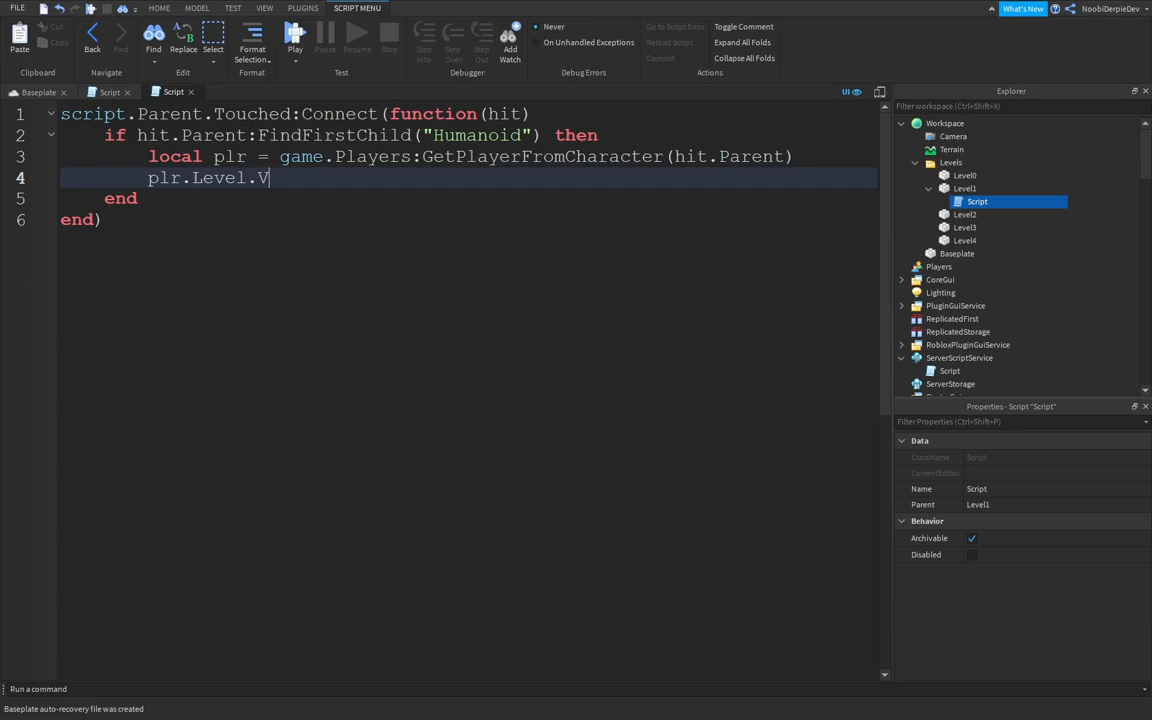 FILE HOME MODEL TEST VIEW PLUGINS SCRIPT MENU What's New NoobiDerpieDev
Paste Cut Copy
Back Fwd
Find Replace Select
Format Selection
Play Pause Resume Stop
Step Into Step Over Step Out Add Watch
Never
On Unhandled Exceptions
Go to Script Error
Reload Script
Commit
Toggle Comment
Expand All Folds
Collapse All Folds
Clipboard Navigate Edit Format Test Debugger Debug Errors Actions
Baseplate Script Script UI
1 script.Parent.Touched:Connect(function(hit)
2 if hit.Parent:FindFirstChild("Humanoid") then
3 local plr = game.Players:GetPlayerFromCharacter(hit.Parent)
4 plr.Level.V
5 end
6 end)
Explorer
Filter workspace (Ctrl+Shift+X)
Workspace
Camera
Terrain
Levels
Level0
Level1
Script
Level2
Level3
Level4
Baseplate
Players
CoreGui
Lighting
PluginGuiService
ReplicatedFirst
ReplicatedStorage
RobloxPluginGuiService
ServerScriptService
Script
ServerStorage
Properties - Script "Script"
Filter Properties (Ctrl+Shift+P)
Data
ClassName Script
CurrentEditor
Name Script
Parent Level1
Behavior
Archivable
Disabled
Run a command
Baseplate auto-recovery file was created